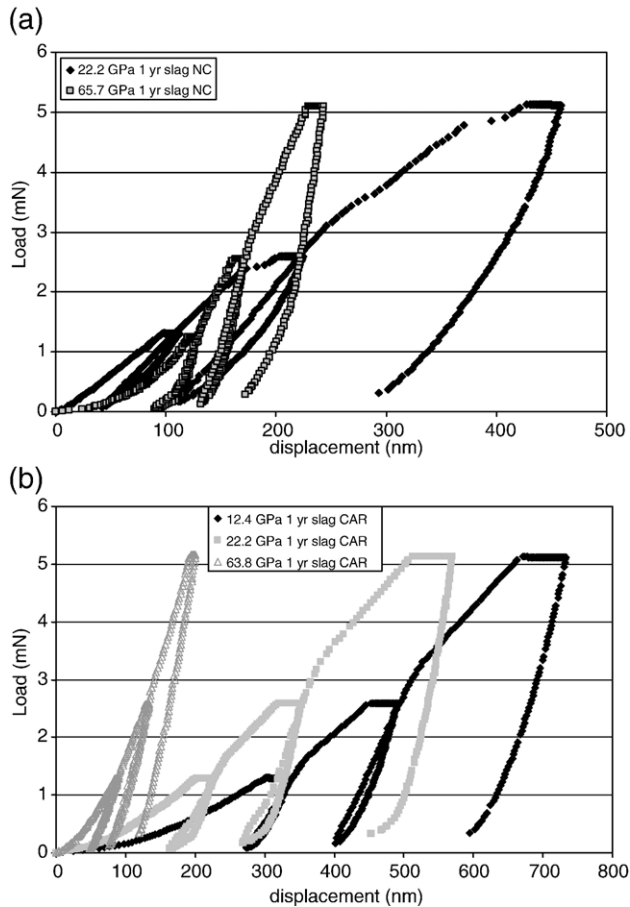 (a)
6
5
4
3
2
1
0
Load (mN)
22.2 GPa 1 yr slag NC
65.7 GPa 1 yr slag NC
0 100 200 300 400 500
displacement (nm)
(b)
6
5
4
3
2
1
0
Load (mN)
12.4 GPa 1 yr slag CAR
22.2 GPa 1 yr slag CAR
63.8 GPa 1 yr slag CAR
0 100 200 300 400 500 600 700 800
displacement (nm)